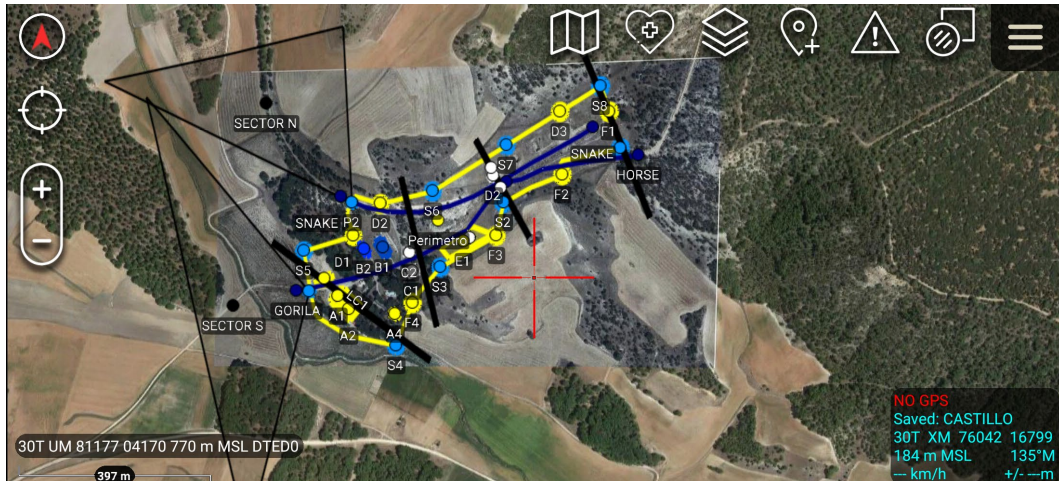 SECTOR N
S8
D3
F1
S7
SNAKE
HORSE
D2
F2
S6
S2
SNAKE P2
D2
Perimetro
F3
D1
B2
B1
C2
E1
S5
S3
C1
LC1
GORILA
SECTOR S
A1
F4
A2
A4
S4
NO GPS
Saved: CASTILLO
30T XM 76042 16799
184 m MSL 135°M
--- km/h +/- ---m
30T UM 81177 04170 770 m MSL DTED0
397 m